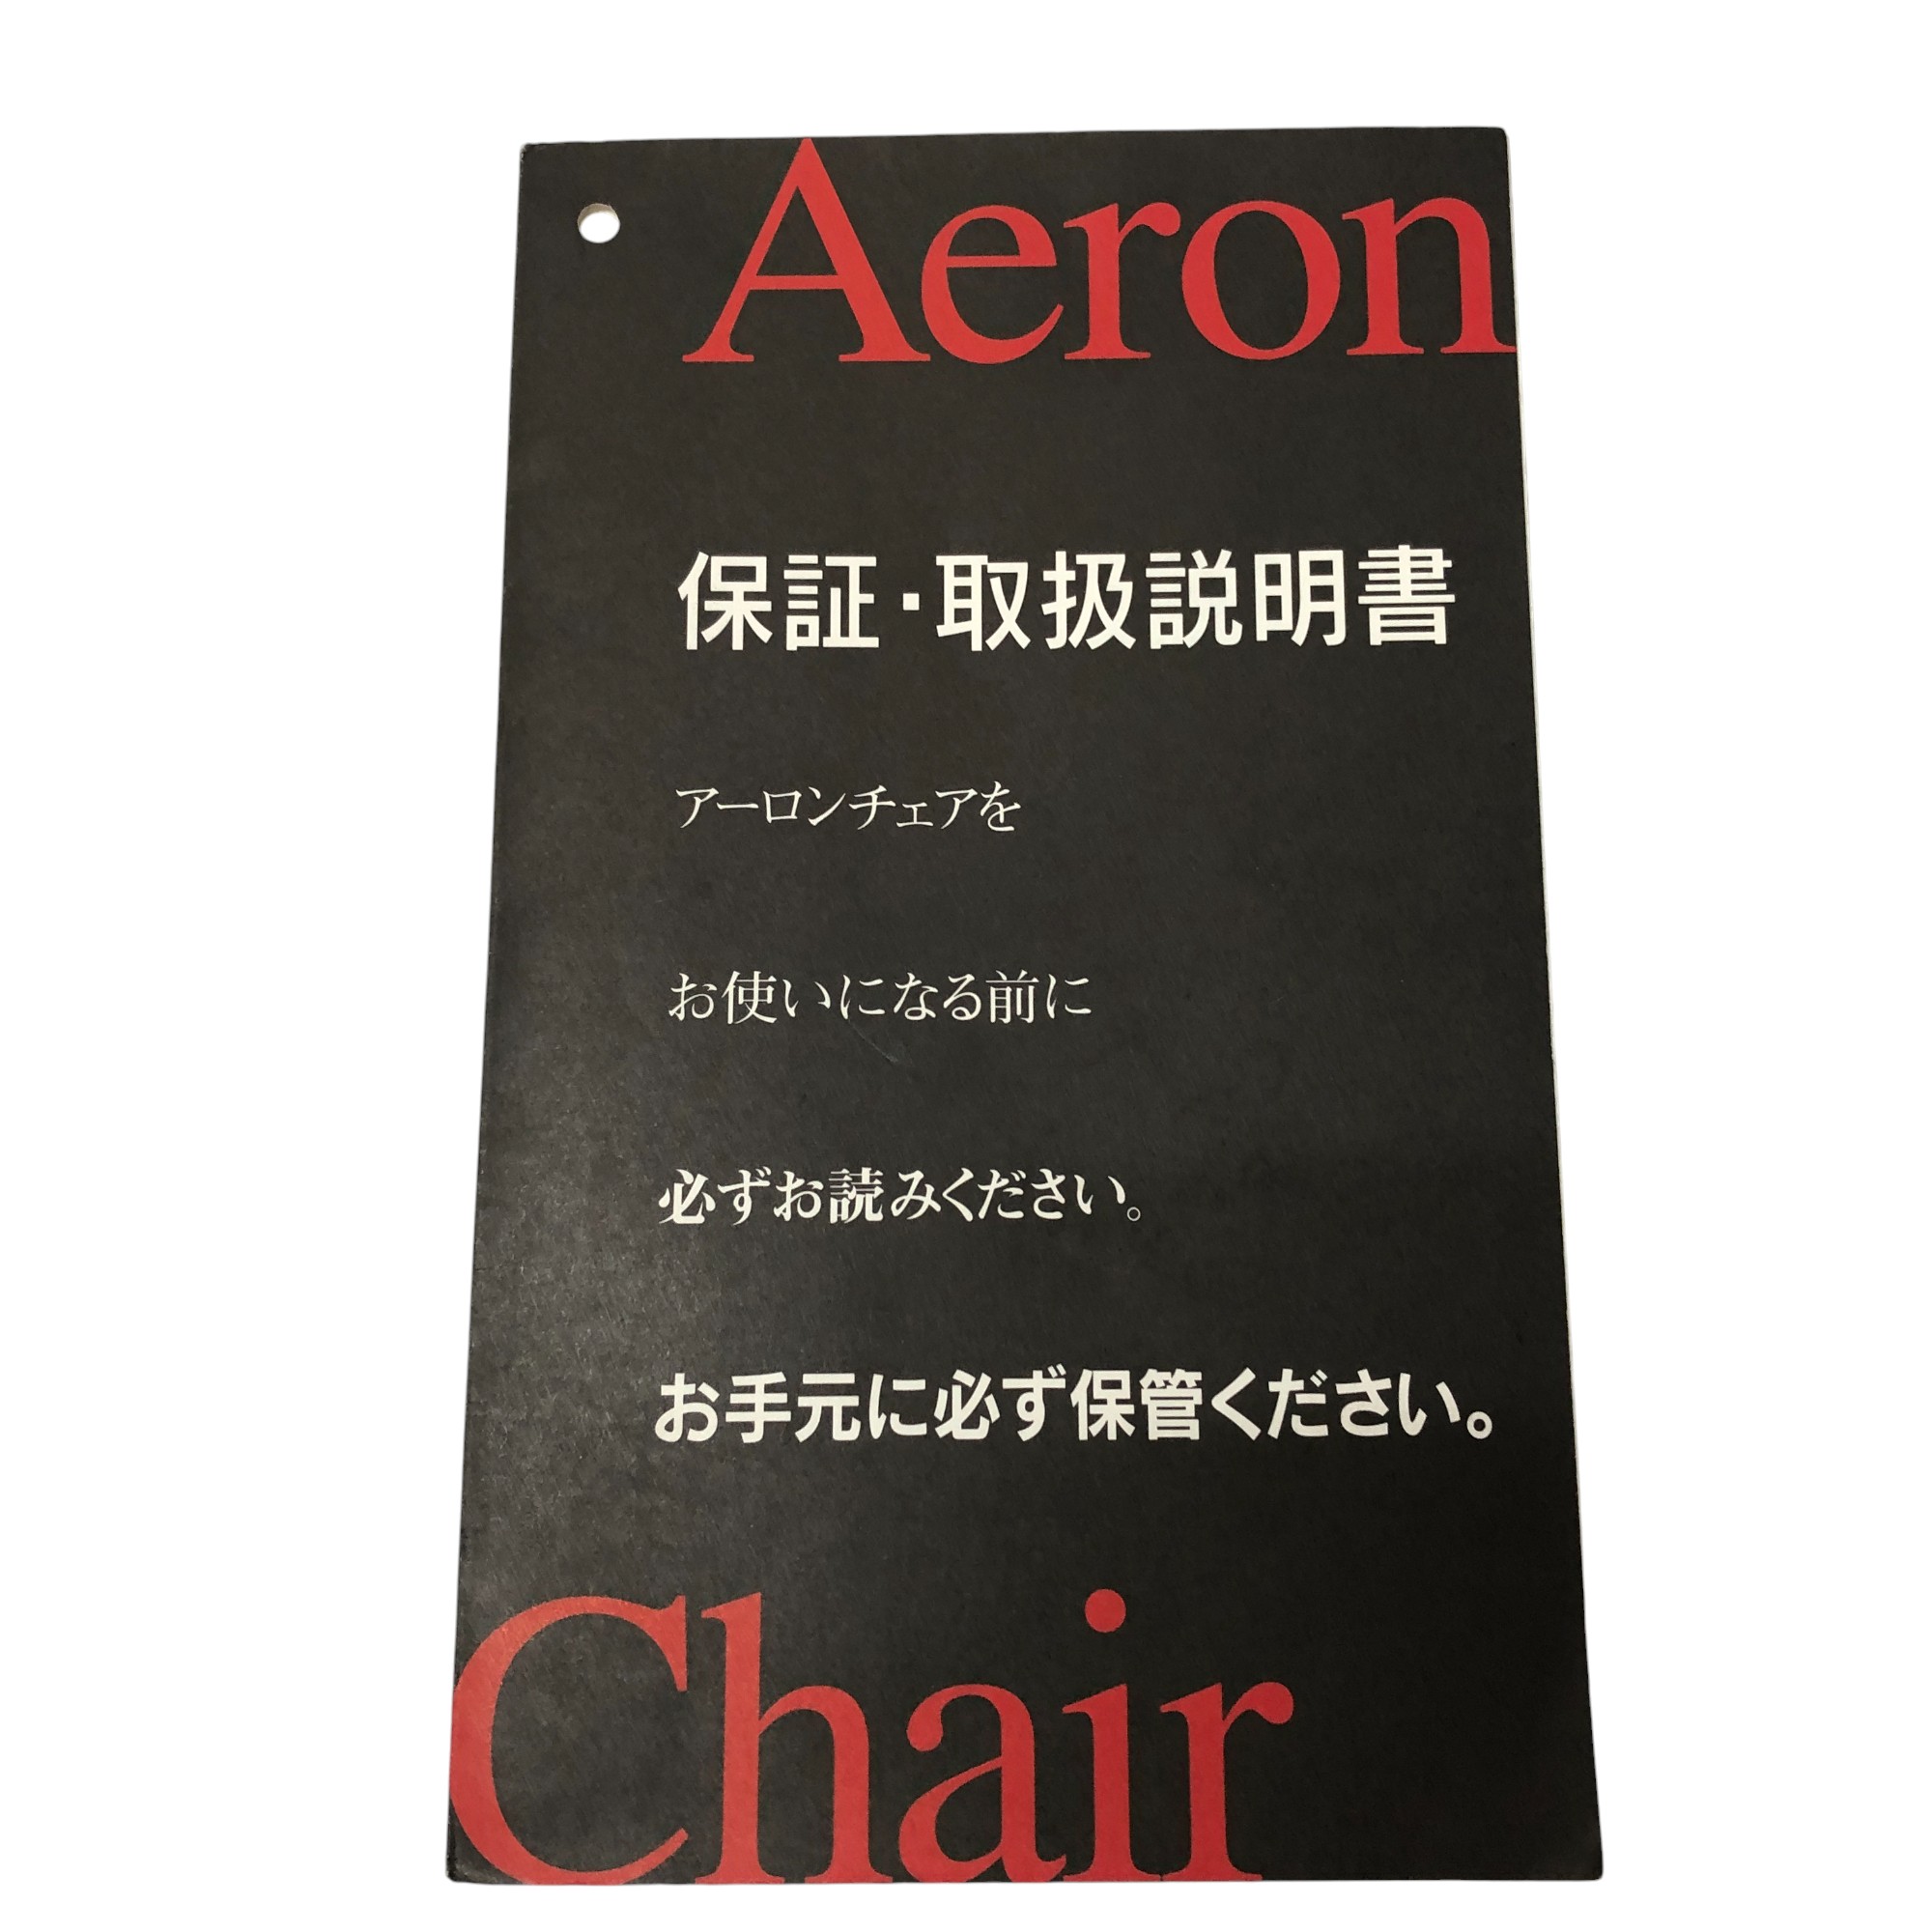 Aeron
保証・取扱説明書
アーロンチェアを
お使いになる前に
必ずお読みください。
お手元に必ず保管ください。
Chair